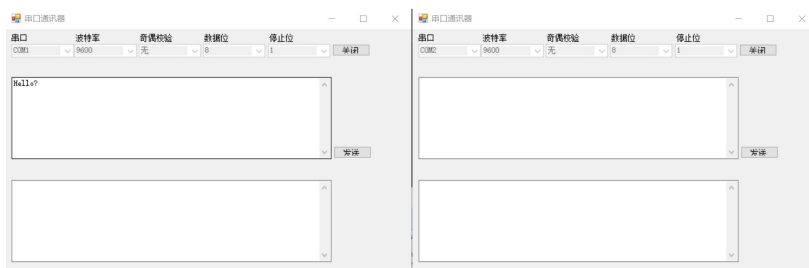 串口通讯器
串口 波特率 奇偶校验 数据位 停止位
COM1 9600 无 8 1 关闭
Hello?
发送
串口通讯器
串口 波特率 奇偶校验 数据位 停止位
COM2 9600 无 8 1 关闭
发送